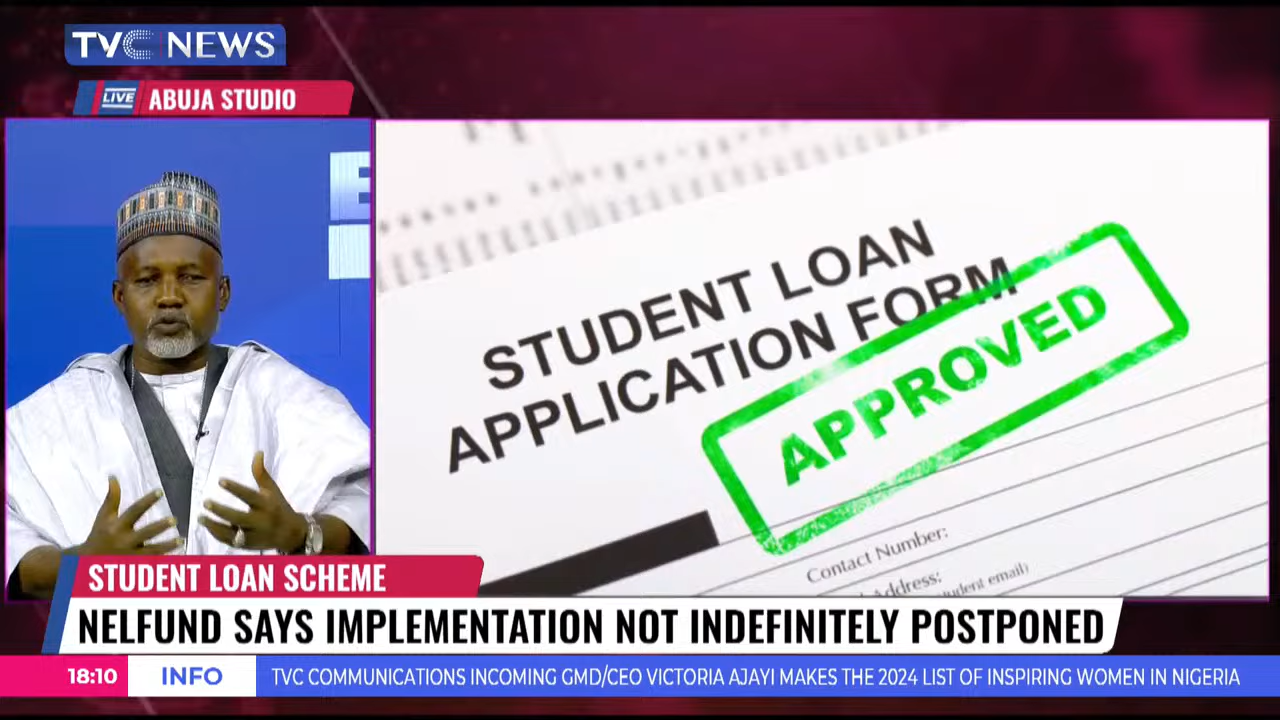 TVC NEWS
LIVE ABUJA STUDIO
STUDENT LOAN
APPLICATION FORM
APPROVED
Contact Number:
Address:
STUDENT LOAN SCHEME
NELFUND SAYS IMPLEMENTATION NOT INDEFINITELY POSTPONED
18:10 INFO TVC COMMUNICATIONS INCOMING GMD/CEO VICTORIA AJAYI MAKES THE 2024 LIST OF INSPIRING WOMEN IN NIGERIA